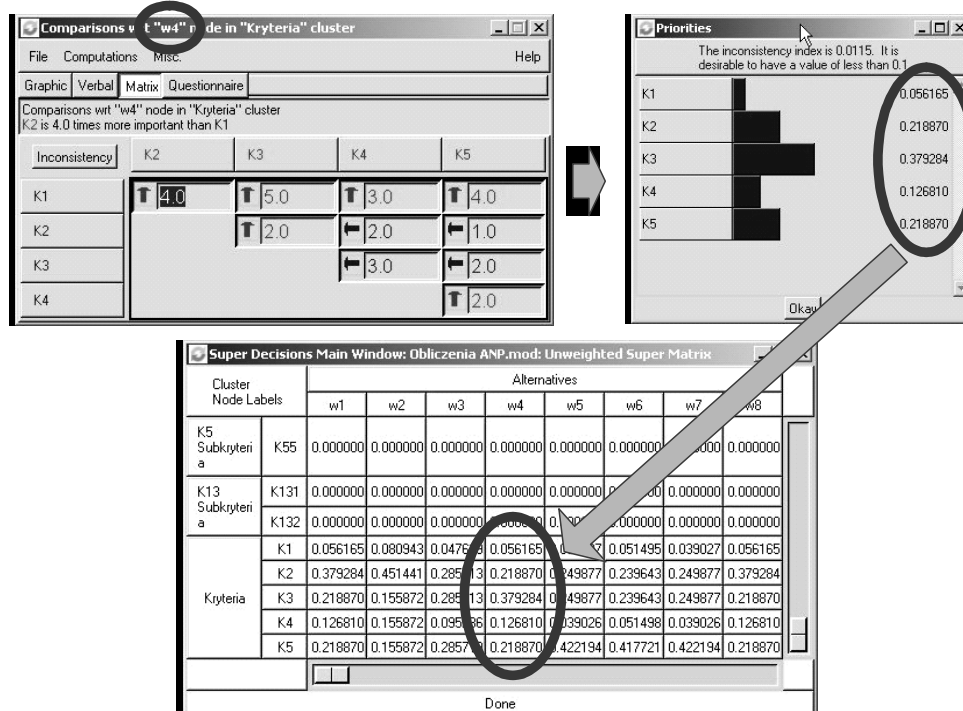 Comparisons wrt "w4" node in "Kryteria" cluster
File Computations Misc. Help
Graphic Verbal Matrix Questionnaire
Comparisons wrt "w4" node in "Kryteria" cluster
K2 is 4.0 times more important than K1
Inconsistency K2 K3 K4 K5
K1 4.0 5.0 3.0 4.0
K2 2.0 2.0 1.0
K3 3.0 2.0
K4 2.0
Priorities
The inconsistency index is 0.0115. It is
desirable to have a value of less than 0.1
K1 0.056165
K2 0.218870
K3 0.379284
K4 0.126810
K5 0.218870
Okay
Super Decisions Main Window: Obliczenia ANP.mod: Unweighted Super Matrix
Cluster
Node Labels
Alternatives
w1 w2 w3 w4 w5 w6 w7 w8
K5
Subkryteri
a
K55 0.000000 0.000000 0.000000 0.000000 0.000000 0.000000 0.000000
K13
Subkryteri
a
K131 0.000000 0.000000 0.000000 0.000000 0.000000 0.000000 0.000000
K132 0.000000 0.000000 0.000000 0.000000 0.000000 0.000000
Kryteria
K1 0.056165 0.080943 0.056165 0.051495 0.039027 0.056165
K2 0.379284 0.451441 0.218870 0.249877 0.239643 0.249877 0.379284
K3 0.218870 0.155872 0.379284 0.249877 0.239643 0.249877 0.218870
K4 0.126810 0.155872 0.126810 0.039026 0.051498 0.039026 0.126810
K5 0.218870 0.155872 0.218870 0.422194 0.417721 0.422194 0.218870
Done